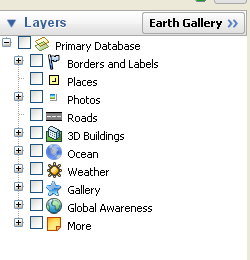 Layers Earth Gallery >>
Primary Database
Borders and Labels
Places
Photos
Roads
3D Buildings
Ocean
Weather
Gallery
Global Awareness
More